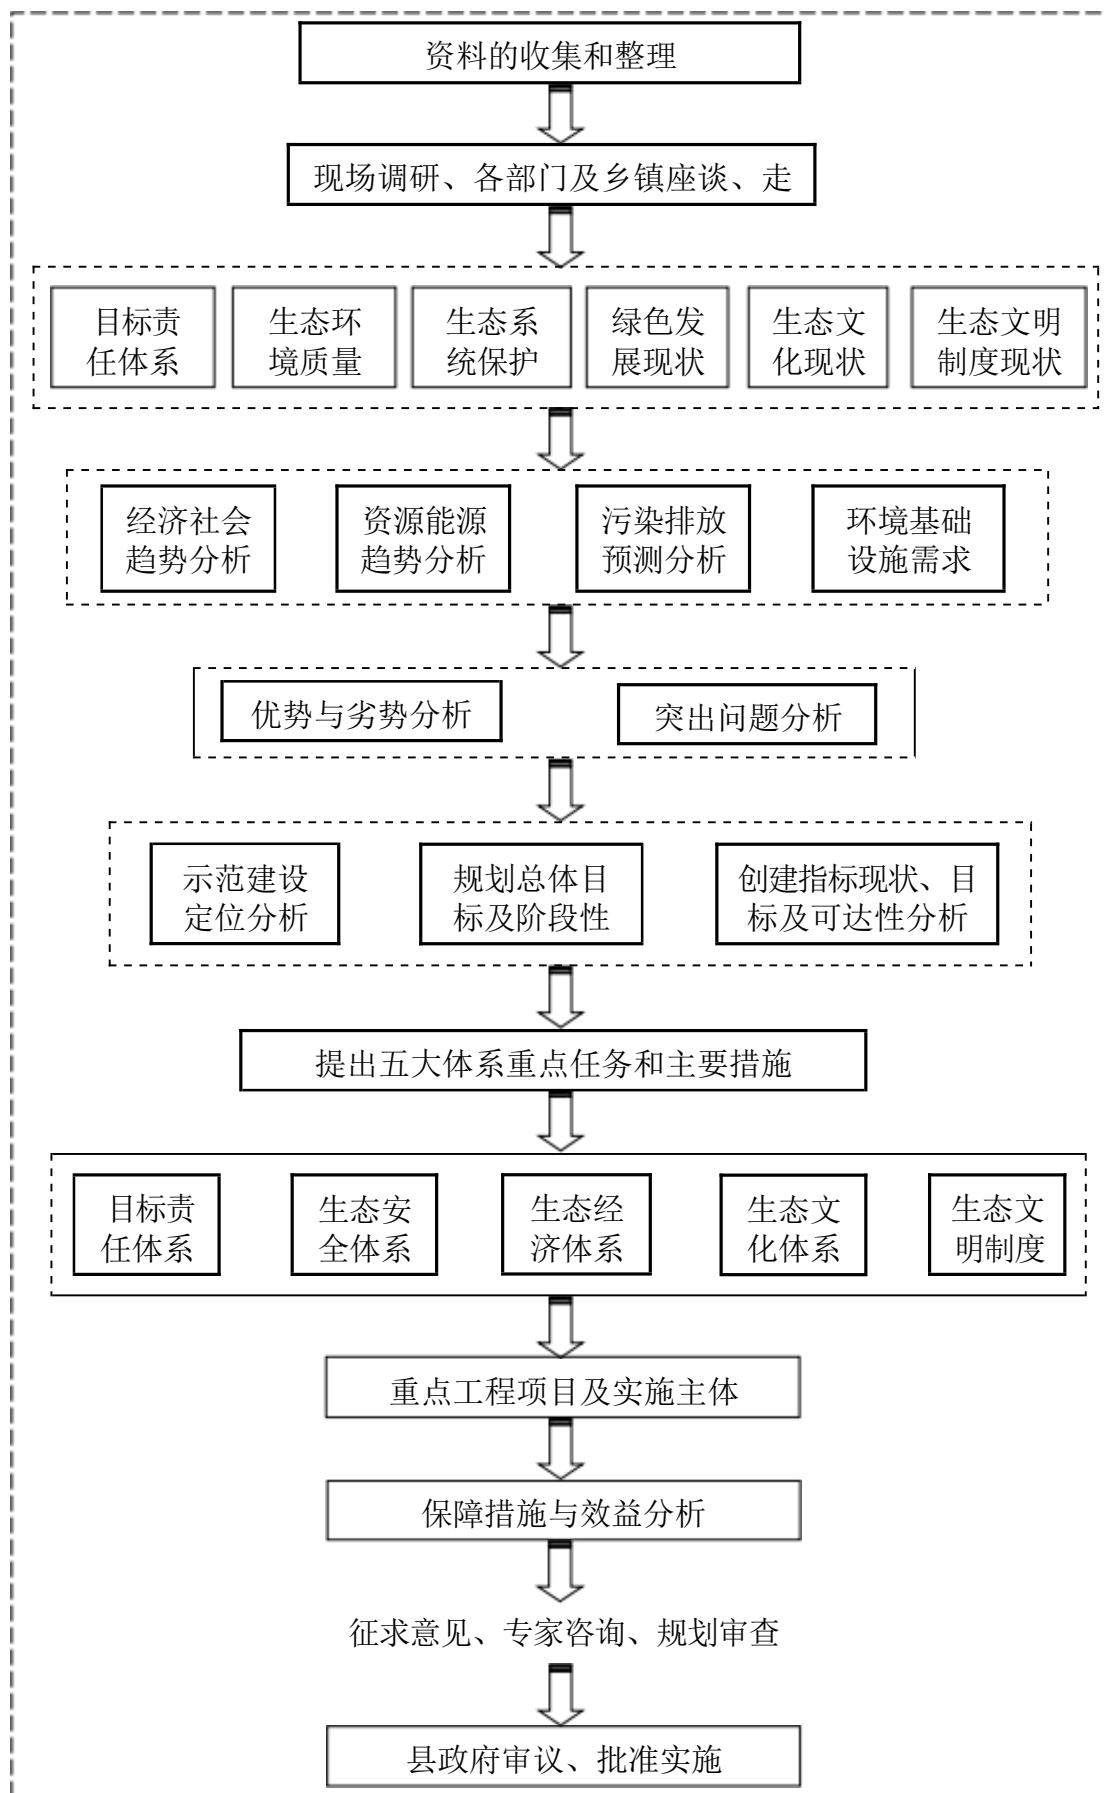 资料的收集和整理
现场调研、各部门及乡镇座谈、走
目标责
任体系
生态环
境质量
生态系
统保护
绿色发
展现状
生态文
化现状
生态文明
制度现状
经济社会
趋势分析
资源能源
趋势分析
污染排放
预测分析
环境基础
设施需求
优势与劣势分析
突出问题分析
示范建设
定位分析
规划总体目
标及阶段性
创建指标现状、目
标及可达性分析
提出五大体系重点任务和主要措施
目标责
任体系
生态安
全体系
生态经
济体系
生态文
化体系
生态文
明制度
重点工程项目及实施主体
保障措施与效益分析
征求意见、专家咨询、规划审查
县政府审议、批准实施